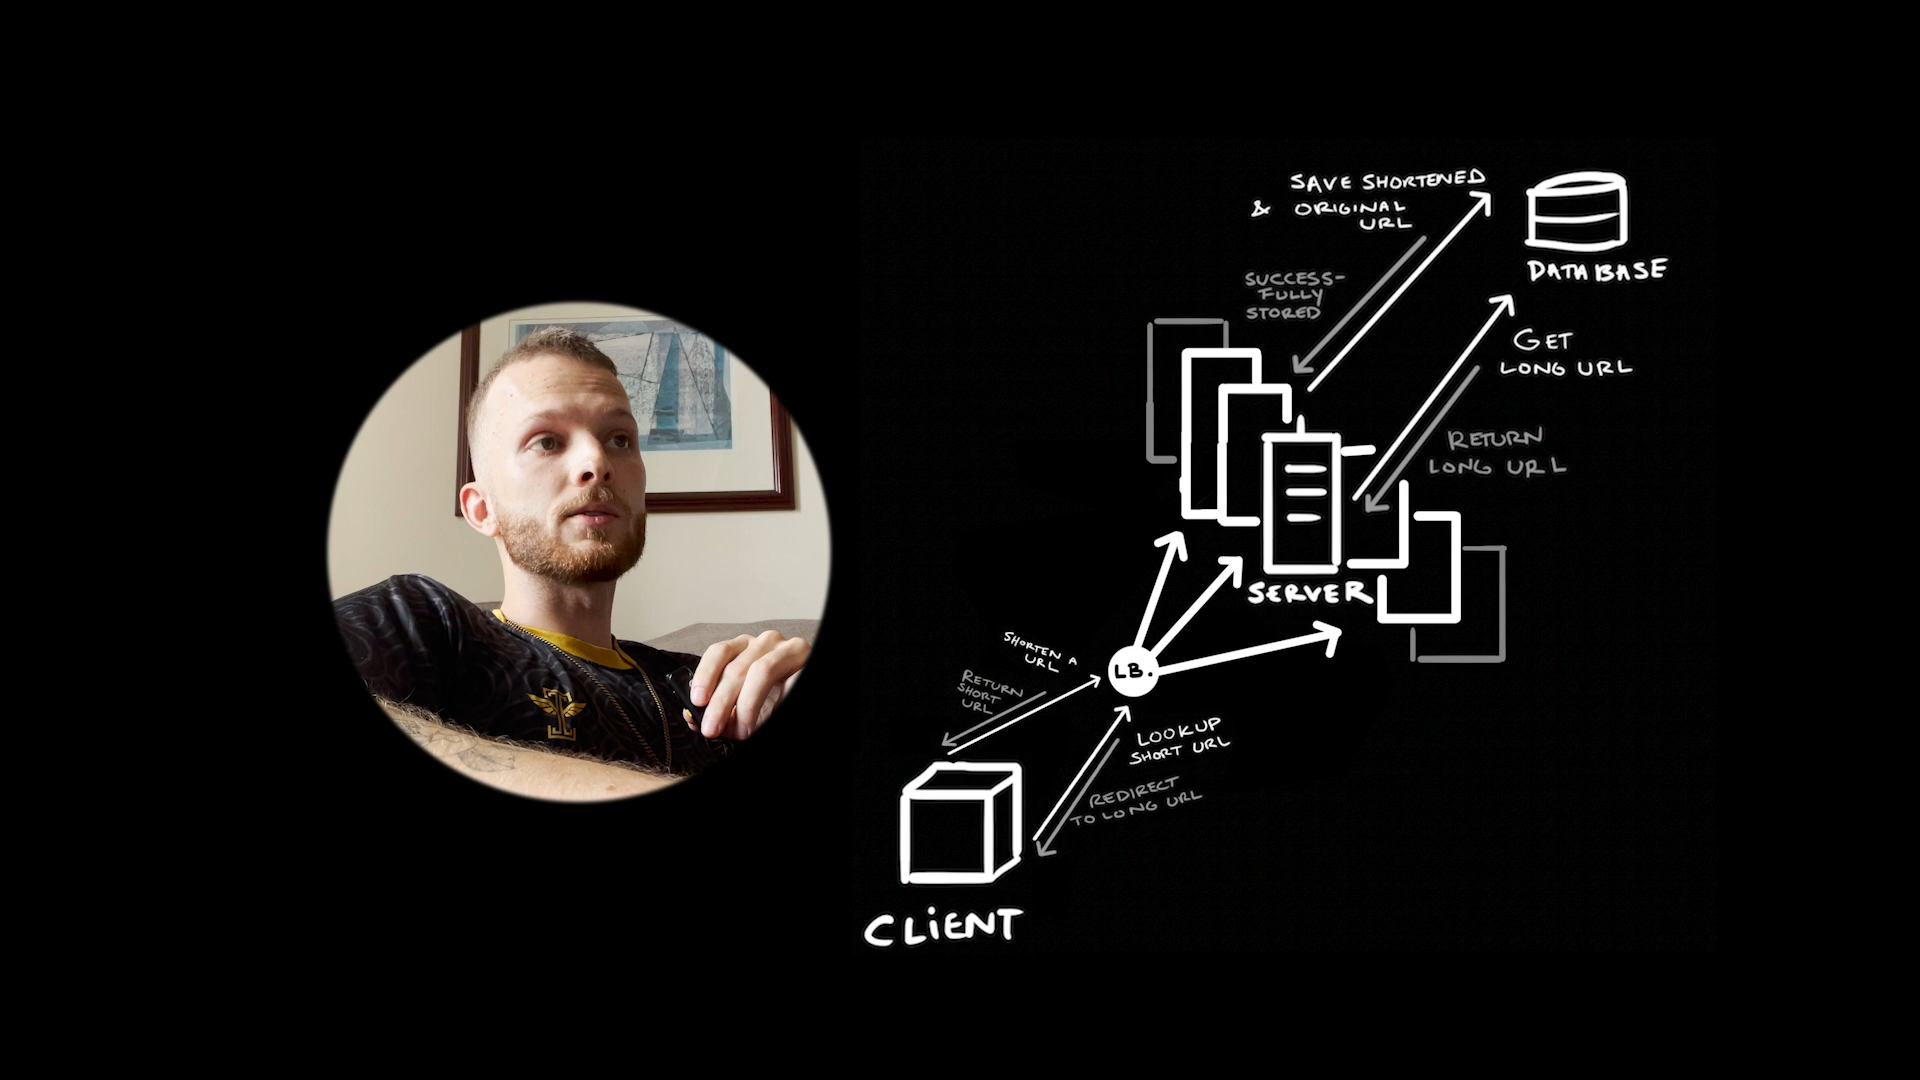 SAVE SHORTENED
& ORIGINAL
URL
DATABASE
SUCCESS-
FULLY
STORED
GET
LONG URL
RETURN
LONG URL
SERVER
SHORTEN A
URL
LB.
RETURN
SHORT
URL
LOOKUP
SHORT URL
REDIRECT
TO LONG URL
CLiENT